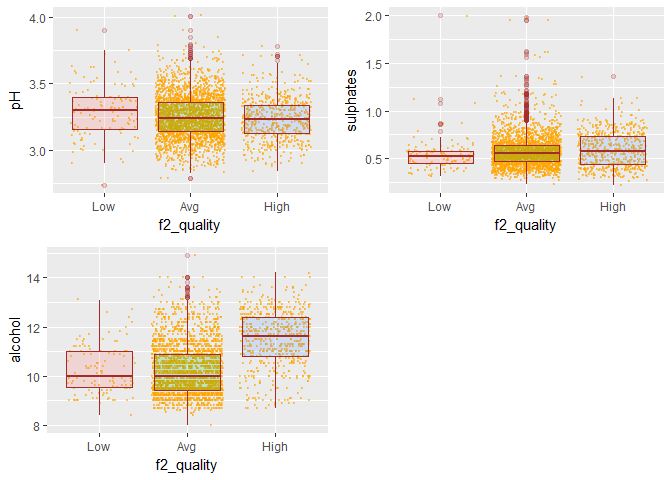 4.0
3.5
3.0
pH
Low Avg High
f2_quality
2.0
1.5
1.0
0.5
sulphates
Low Avg High
f2_quality
14
12
10
8
alcohol
Low Avg High
f2_quality